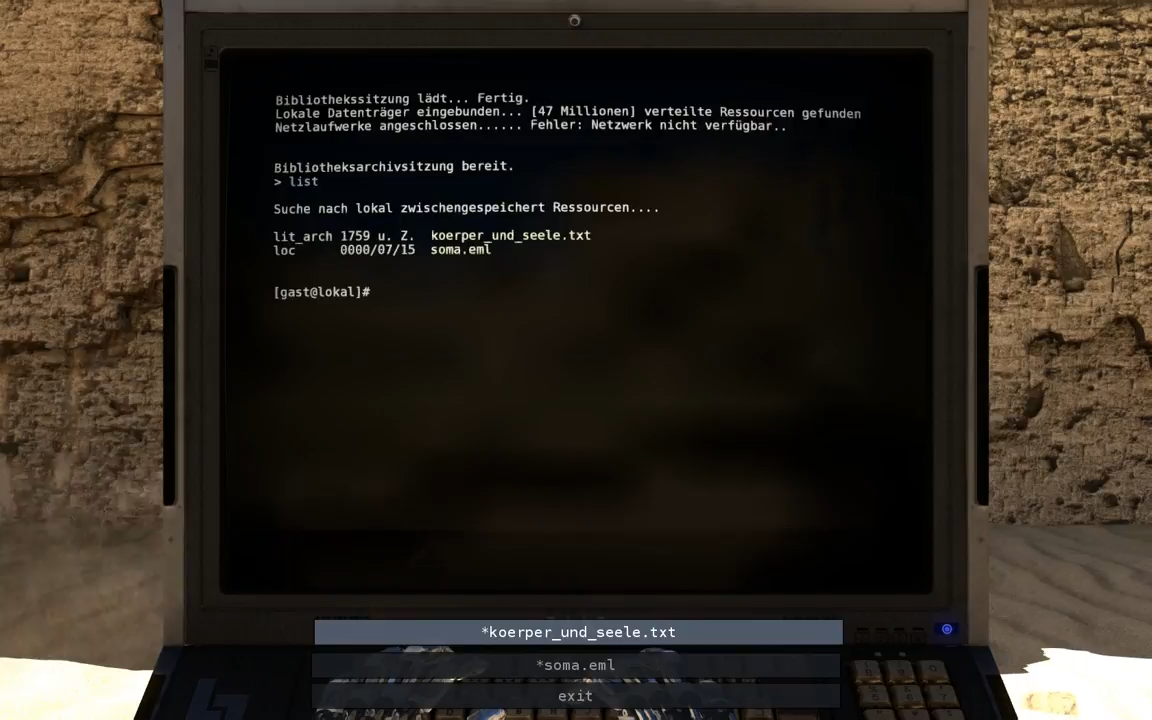 Bibliothekssitzung lädt... Fertig.
Lokale Datenträger eingebunden... [47 Millionen] verteilte Ressourcen gefunden
Netzlaufwerke angeschlossen...... Fehler: Netzwerk nicht verfügbar..
Bibliotheksarchivsitzung bereit.
> list
Suche nach lokal zwischengespeichert Ressourcen....
lit_arch 1759 u. Z. koerper_und_seele.txt
loc 0000/07/15 soma.eml
[gast@lokal]#
*koerper_und_seele.txt
*soma.eml
exit